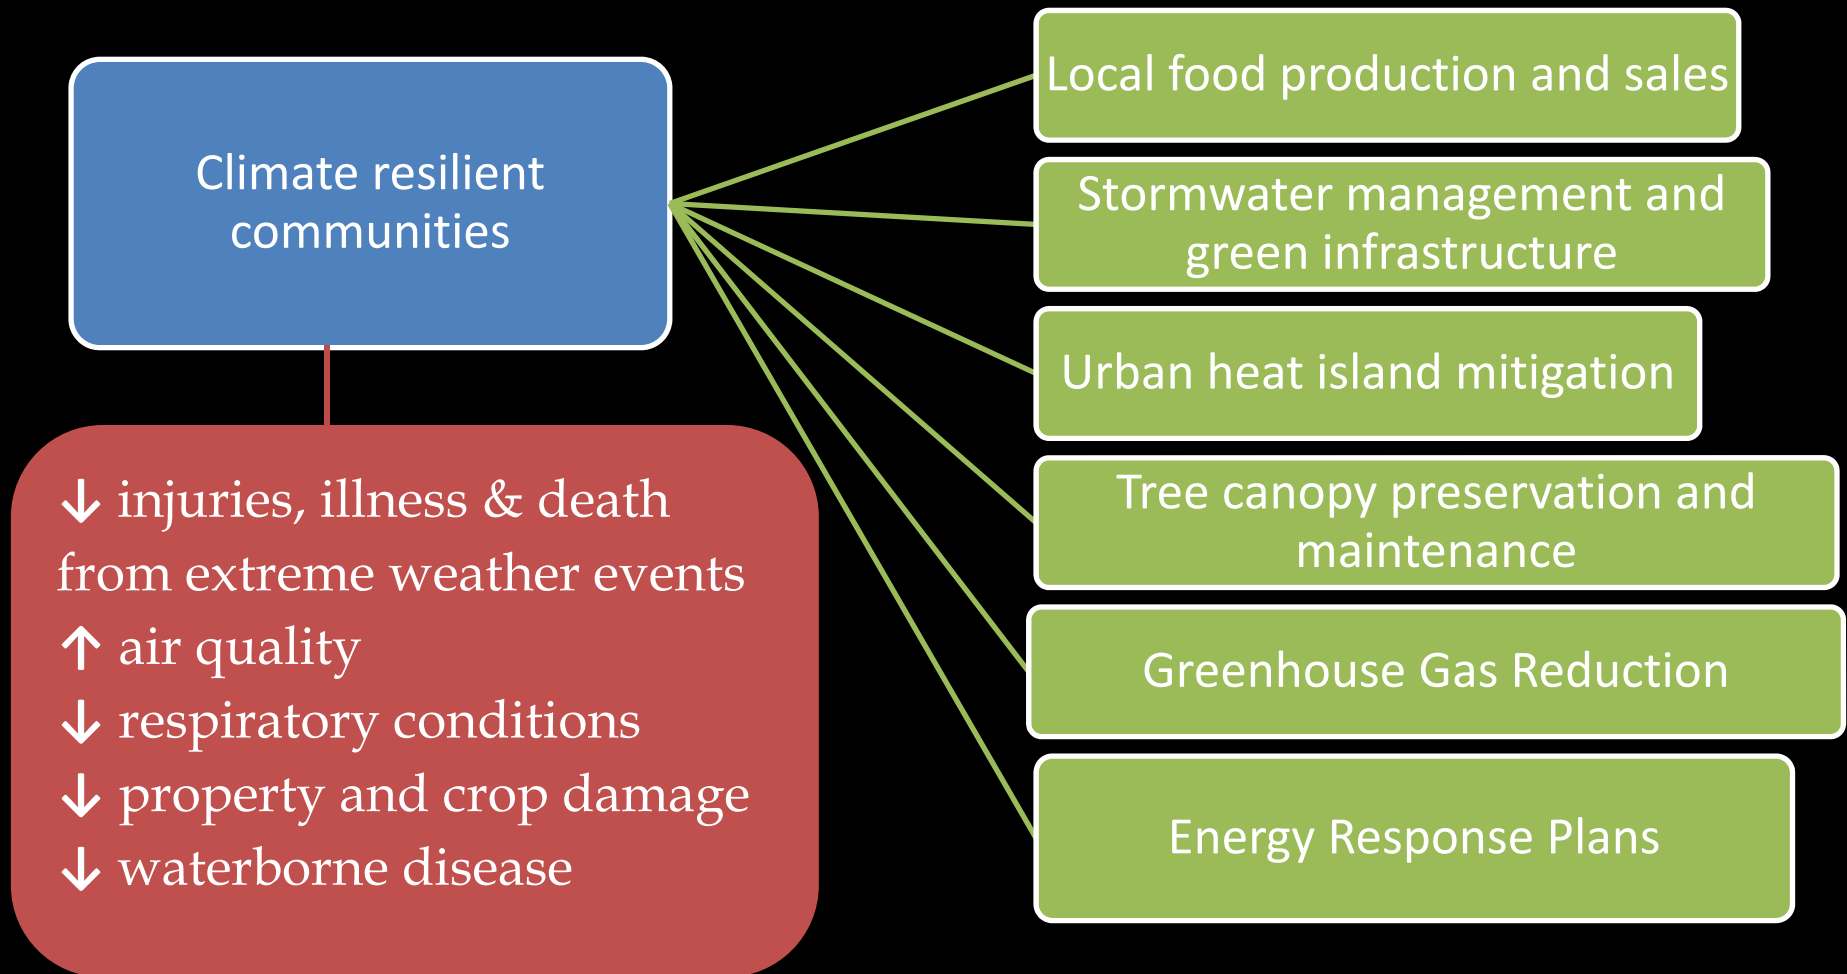 Climate resilient
communities
↓ injuries, illness & death
from extreme weather events
↑ air quality
↓ respiratory conditions
↓ property and crop damage
↓ waterborne disease
Local food production and sales
Stormwater management and
green infrastructure
Urban heat island mitigation
Tree canopy preservation and
maintenance
Greenhouse Gas Reduction
Energy Response Plans